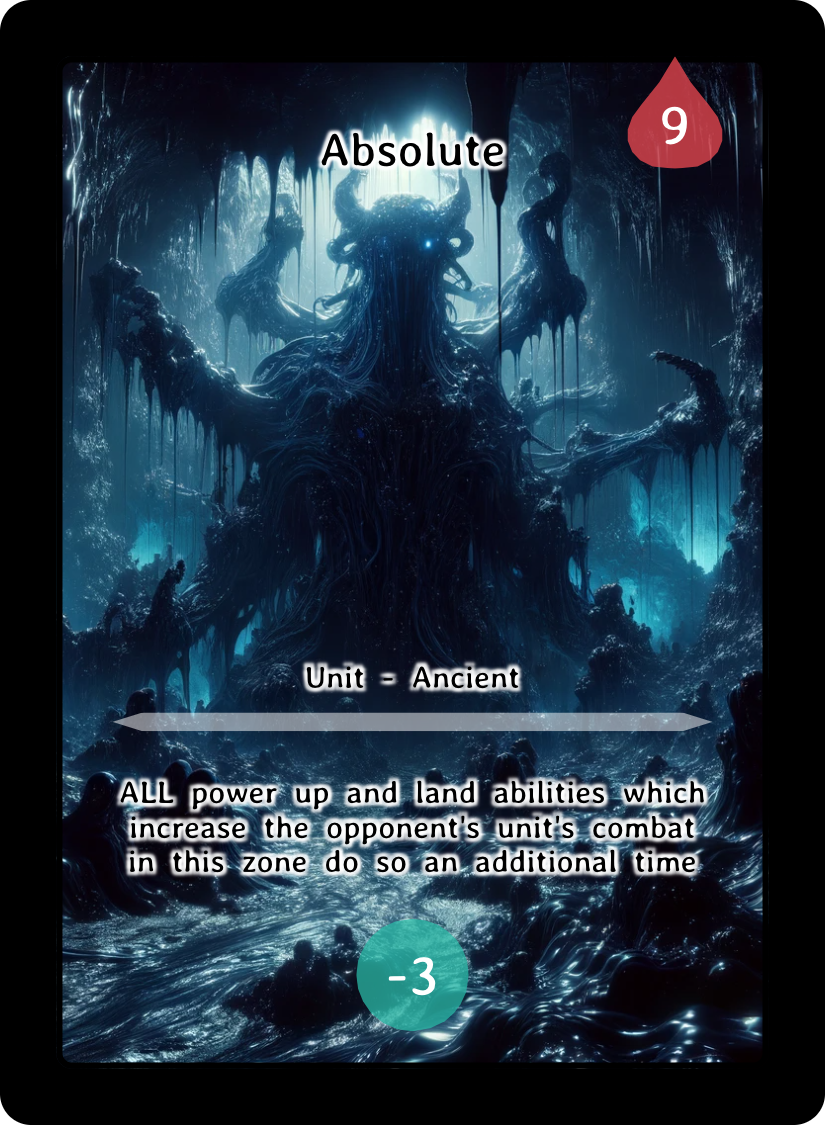 9
Absolute
Unit - Ancient
ALL power up and land abilities which
increase the opponent's unit's combat
in this zone do so an additional time
-3